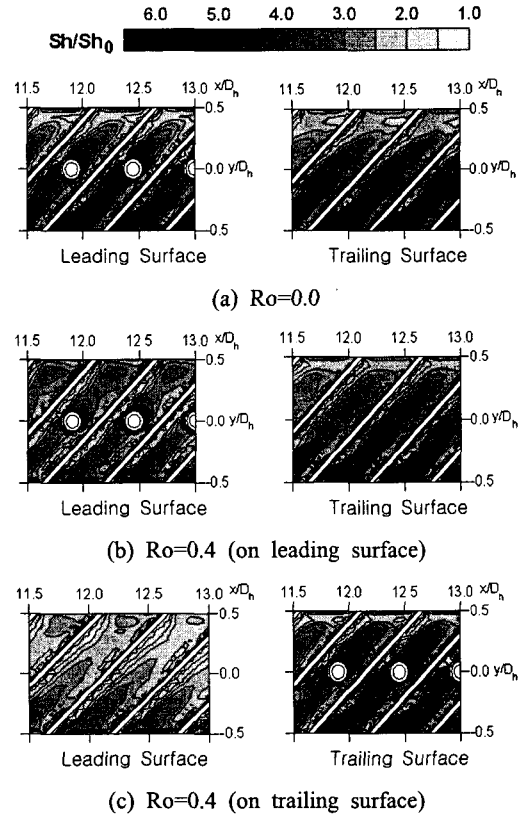 6.0 5.0 4.0 3.0 2.0 1.0
Sh/Sh₀
11.5 12.0 12.5 x/Dₕ 13.0
0.5
0.0 y/Dₕ
-0.5
Leading Surface
11.5 12.0 12.5 x/Dₕ 13.0
0.5
0.0 y/Dₕ
-0.5
Trailing Surface
(a) Ro=0.0
11.5 12.0 12.5 x/Dₕ 13.0
0.5
0.0 y/Dₕ
-0.5
Leading Surface
11.5 12.0 12.5 x/Dₕ 13.0
0.5
0.0 y/Dₕ
-0.5
Trailing Surface
(b) Ro=0.4 (on leading surface)
11.5 12.0 12.5 13.0 x/Dₕ
0.5
0.0
-0.5
Leading Surface
11.5 12.0 12.5 13.0 x/Dₕ
0.5
0.0 y/Dₕ
-0.5
Trailing Surface
(c) Ro=0.4 (on trailing surface)